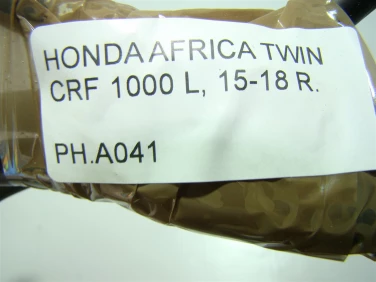 HONDA AFRICA TWIN
CRF 1000 L, 15-18 R.
PH.A041